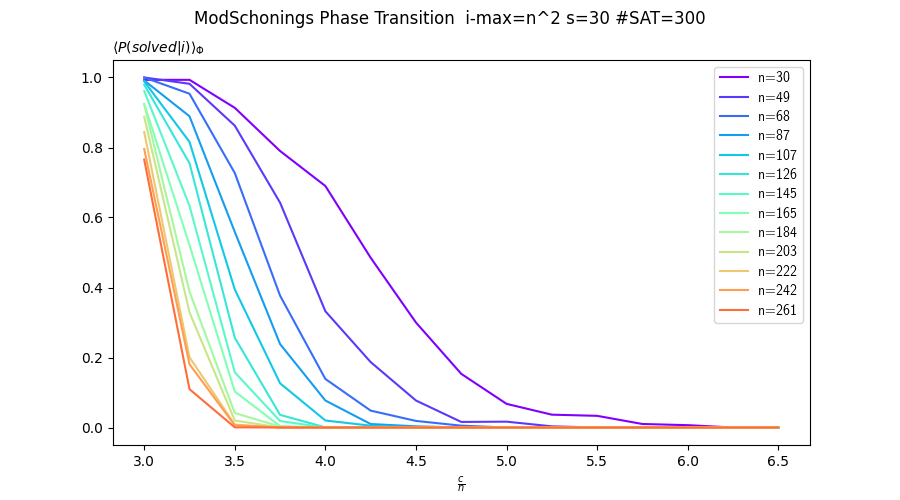 ModSchonings Phase Transition  i-max=n^2 s=30 #SAT=300
⟨P(solved|i)⟩Φ
1.0
0.8
0.6
0.4
0.2
0.0
n=30
n=49
n=68
n=87
n=107
n=126
n=145
n=165
n=184
n=203
n=222
n=242
n=261
3.0 3.5 4.0 4.5 5.0 5.5 6.0 6.5
c/n